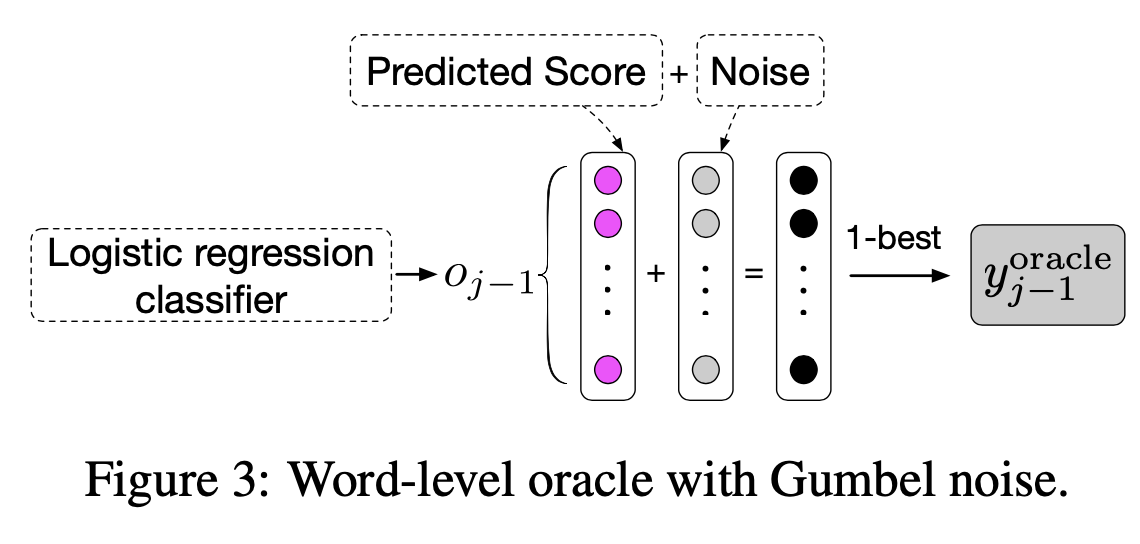 Predicted Score + Noise
Logistic regression
classifier
o_{j-1}
+
=
1-best
y_{j-1}^{oracle}
Figure 3: Word-level oracle with Gumbel noise.